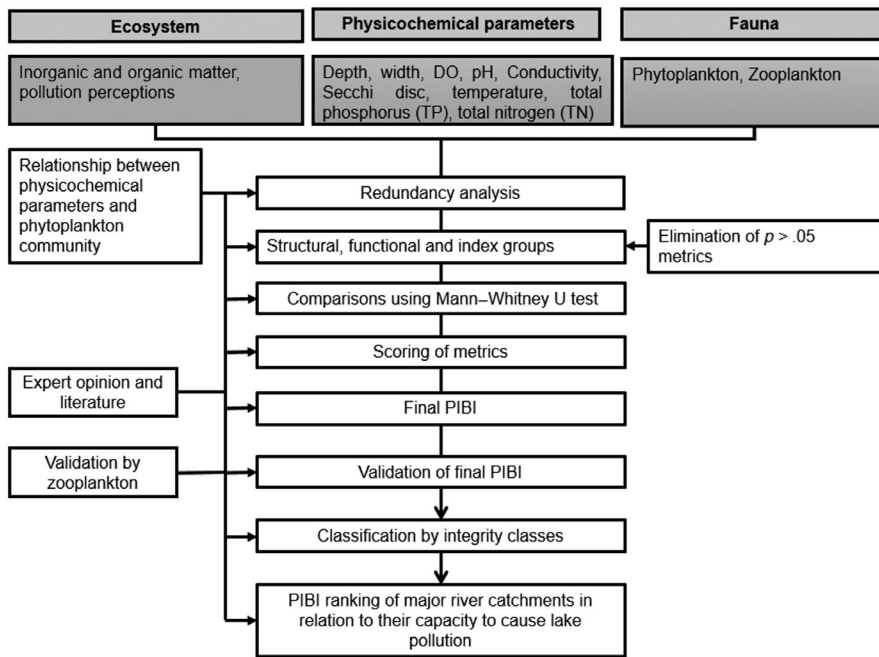 Ecosystem
Physicochemical parameters
Fauna
Inorganic and organic matter,
pollution perceptions
Depth, width, DO, pH, Conductivity,
Secchi disc, temperature, total
phosphorus (TP), total nitrogen (TN)
Phytoplankton, Zooplankton
Relationship between
physicochemical
parameters and
phytoplankton
community
Redundancy analysis
Structural, functional and index groups
Elimination of p > .05
metrics
Comparisons using Mann–Whitney U test
Scoring of metrics
Expert opinion and
literature
Final PIBI
Validation by
zooplankton
Validation of final PIBI
Classification by integrity classes
PIBI ranking of major river catchments in
relation to their capacity to cause lake
pollution